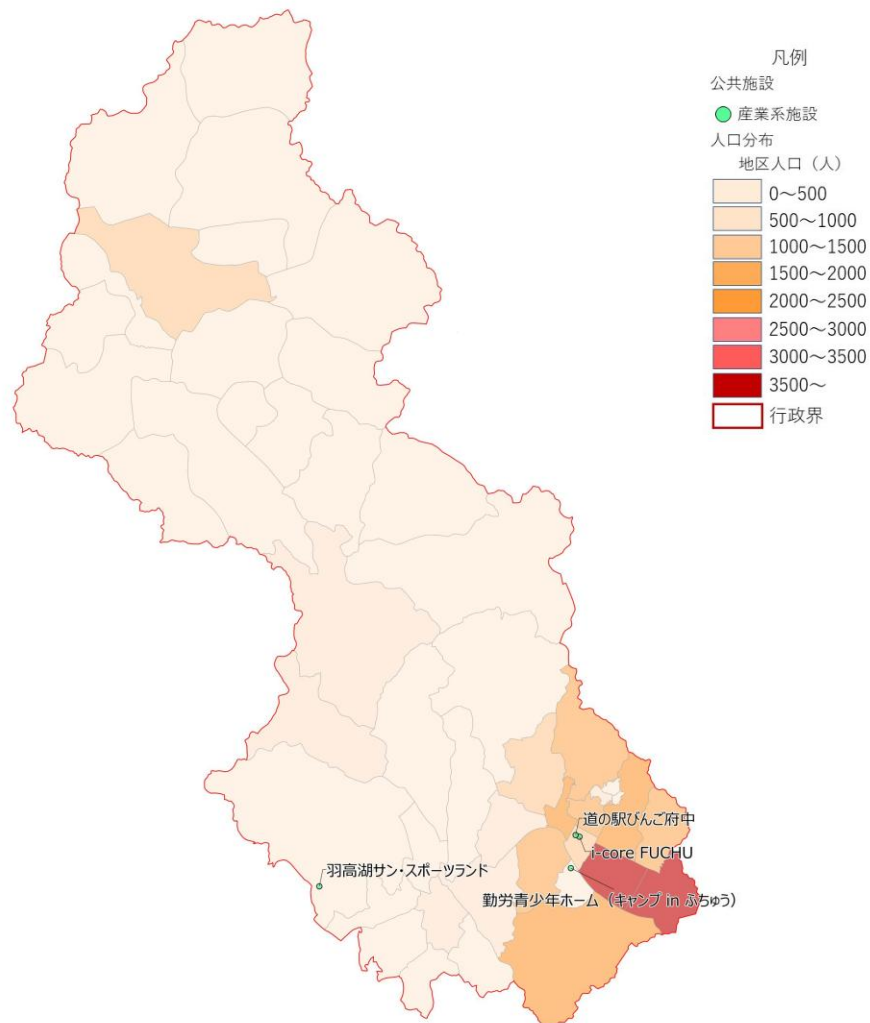 凡例
公共施設
産業系施設
人口分布
地区人口（人）
0～500
500～1000
1000～1500
1500～2000
2000～2500
2500～3000
3000～3500
3500～
行政界
道の駅びんご府中
i-core FUCHU
羽高湖サン・スポーツランド
勤労青少年ホーム（キャンプ in ふちゅう）